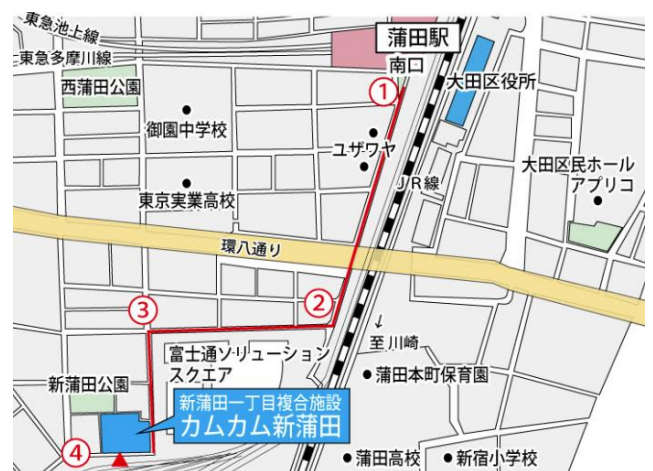 東急池上線
東急多摩川線
蒲田駅
南口
①
西蒲田公園
大田区役所
御園中学校
ユザワヤ
東京実業高校
JR線
大田区民ホール
アプリコ
環八通り
②
③
↓
至川崎
富士通ソリューション
スクエア
蒲田本町保育園
新蒲田公園
新蒲田一丁目複合施設
カムカム新蒲田
④
蒲田高校
新宿小学校